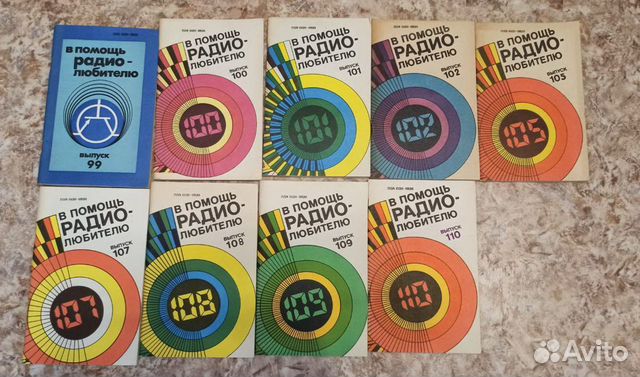 В ПОМОЩЬ
РАДИО-
ЛЮБИТЕЛЮ
ВЫПУСК
99
В ПОМОЩЬ
РАДИО-
ЛЮБИТЕЛЮ
ВЫПУСК
100
100
В ПОМОЩЬ
РАДИО-
ЛЮБИТЕЛЮ
ВЫПУСК
101
101
В ПОМОЩЬ
РАДИО-
ЛЮБИТЕЛЮ
ВЫПУСК
102
102
В ПОМОЩЬ
РАДИО-
ЛЮБИТЕЛЮ
ВЫПУСК
105
105
В ПОМОЩЬ
РАДИО-
ЛЮБИТЕЛЮ
ВЫПУСК
107
107
В ПОМОЩЬ
РАДИО-
ЛЮБИТЕЛЮ
ВЫПУСК
108
108
В ПОМОЩЬ
РАДИО-
ЛЮБИТЕЛЮ
ВЫПУСК
109
109
В ПОМОЩЬ
РАДИО-
ЛЮБИТЕЛЮ
ВЫПУСК
110
110
Avito